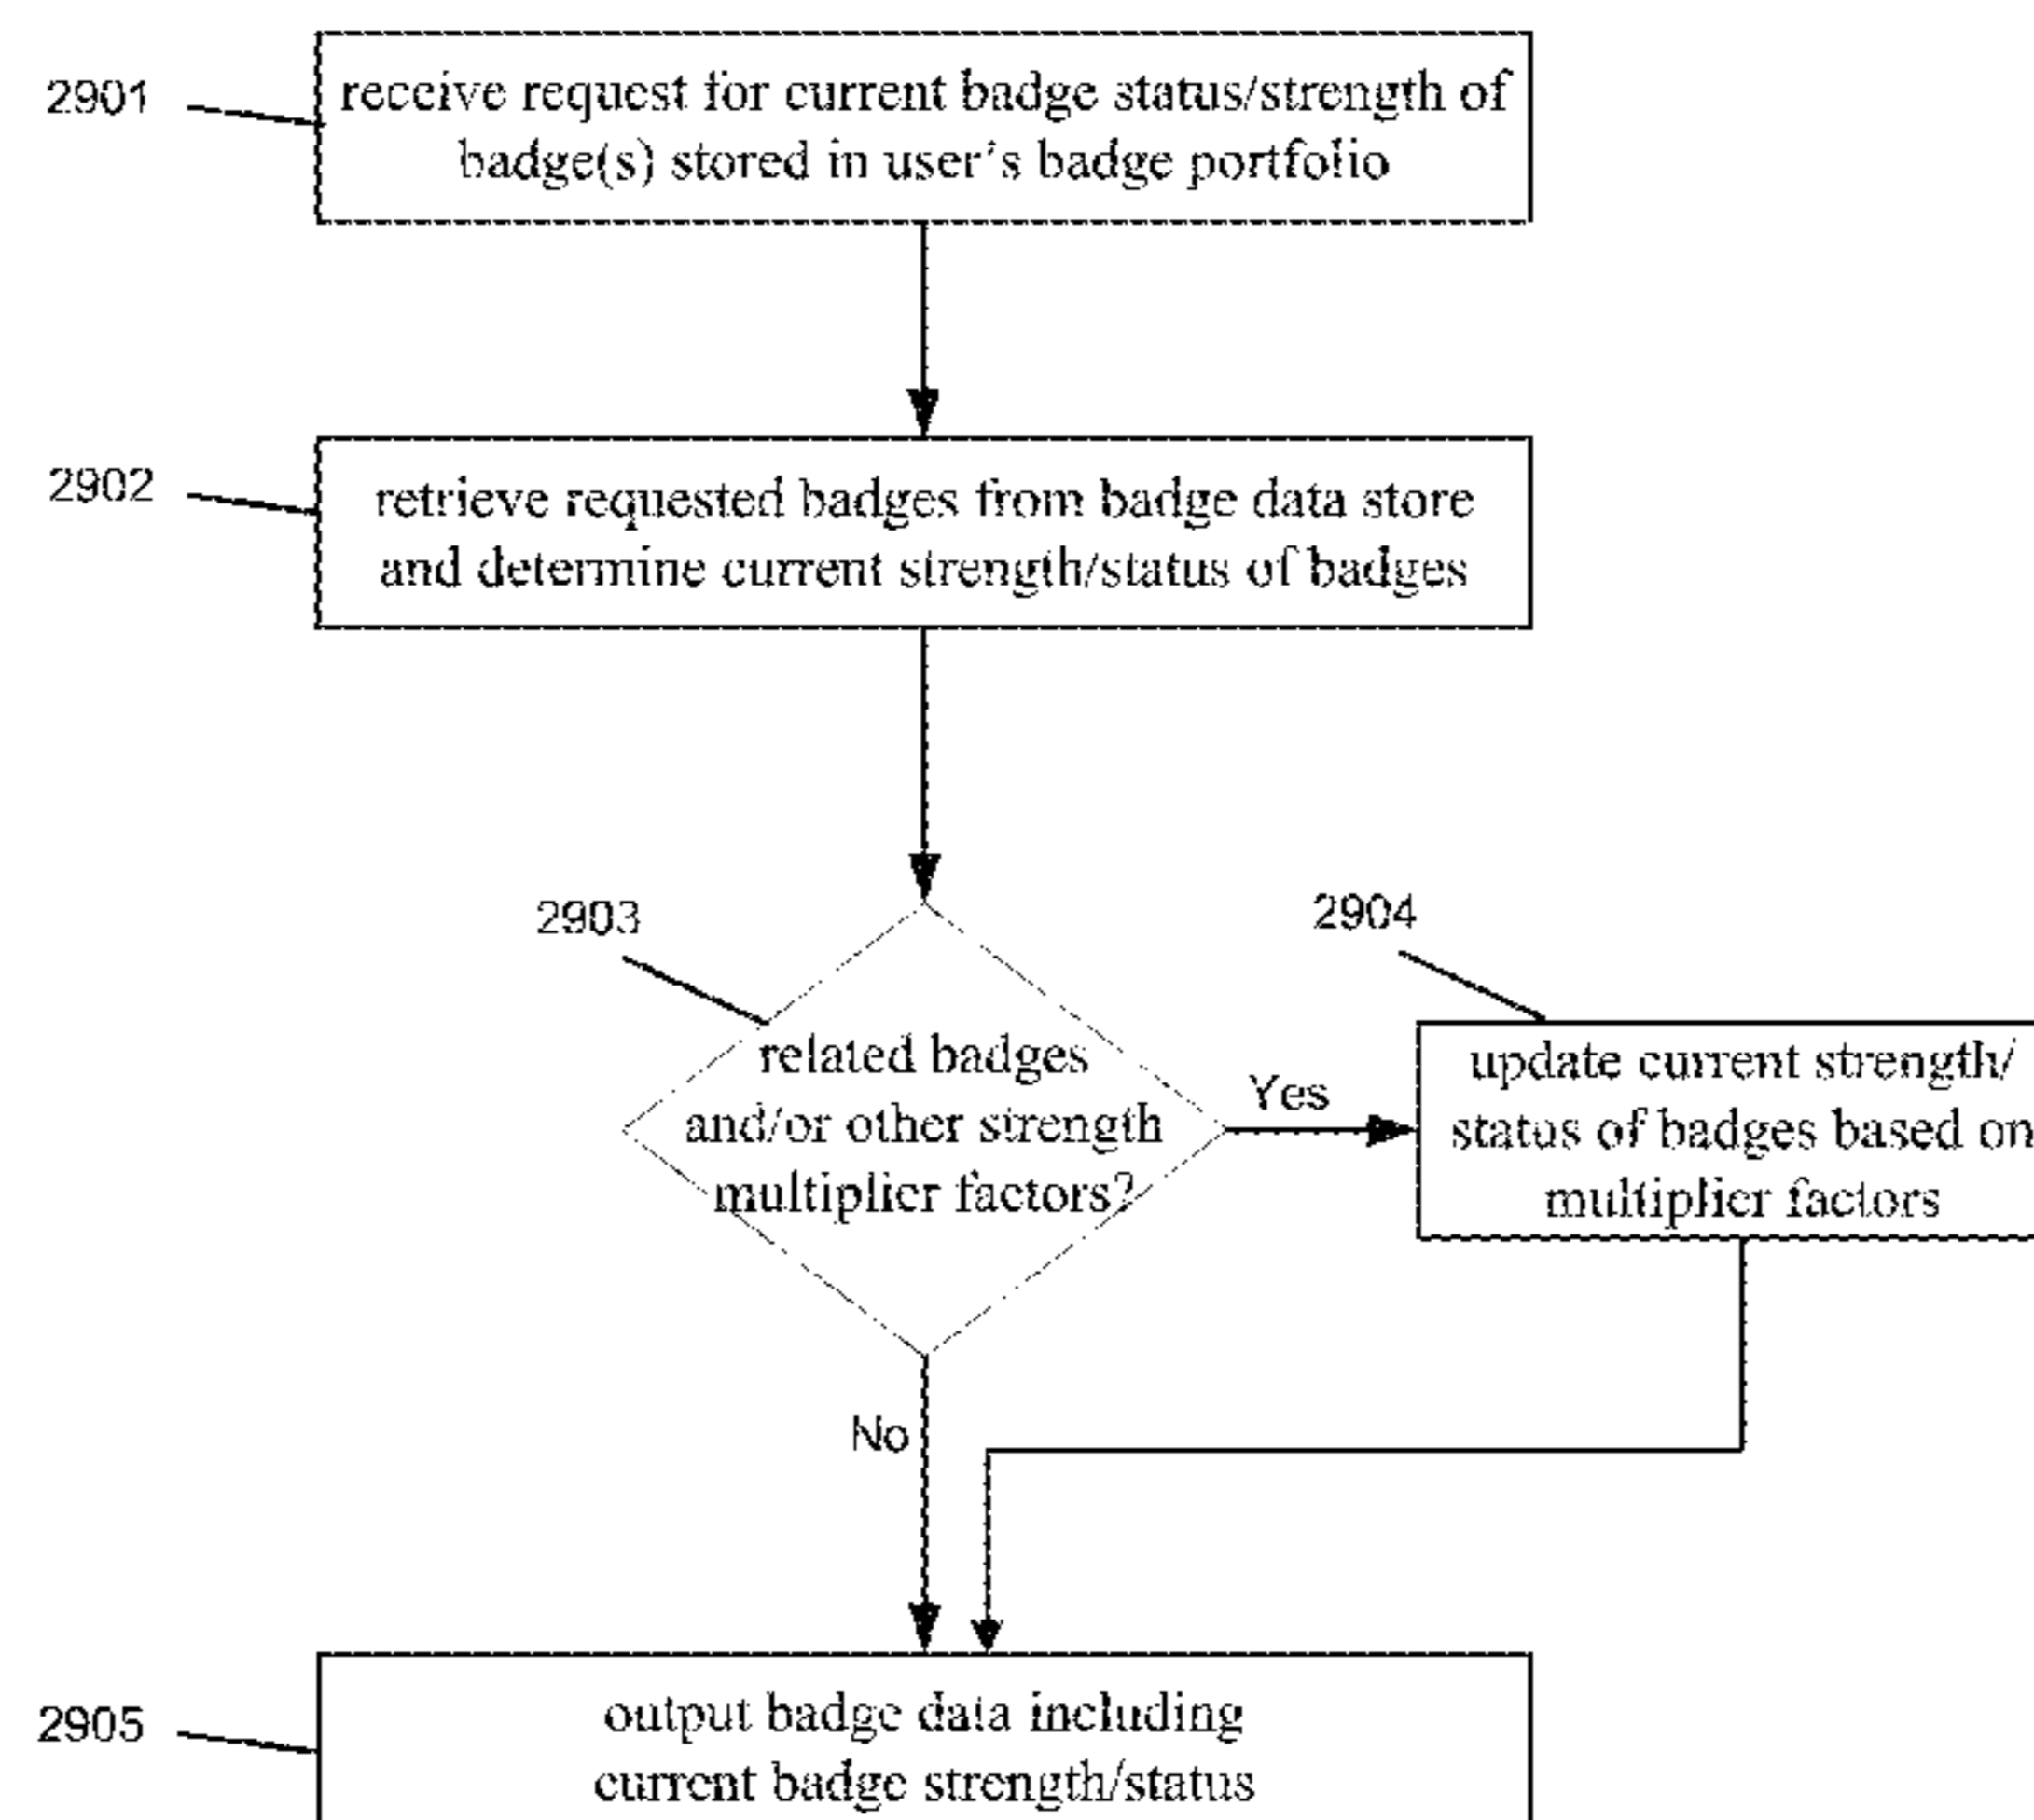 2901
receive request for current badge status/strength of
badge(s) stored in user's badge portfolio
2902
retrieve requested badges from badge data store
and determine current strength/status of badges
2903
related badges
and/or other strength
multiplier factors?
Yes
2904
update current strength/
status of badges based on
multiplier factors
No
2905
output badge data including
current badge strength/status